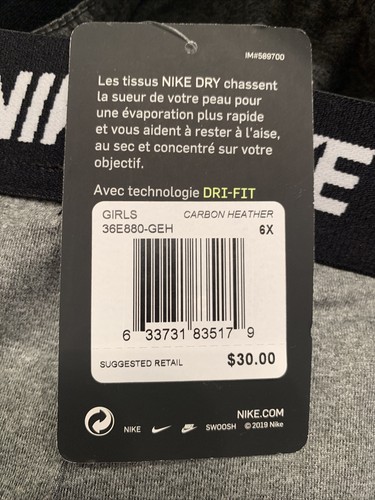 IM#589700
Les tissus NIKE DRY chassent
la sueur de votre peau pour
une évaporation plus rapide
et vous aident à rester à l'aise,
au sec et concentré sur votre
objectif.
Avec technologie DRI-FIT
GIRLS CARBON HEATHER
36E880-GEH 6X
6 33731 83517 9
SUGGESTED RETAIL $30.00
NIKE.COM
NIKE SWOOSH © 2019 Nike